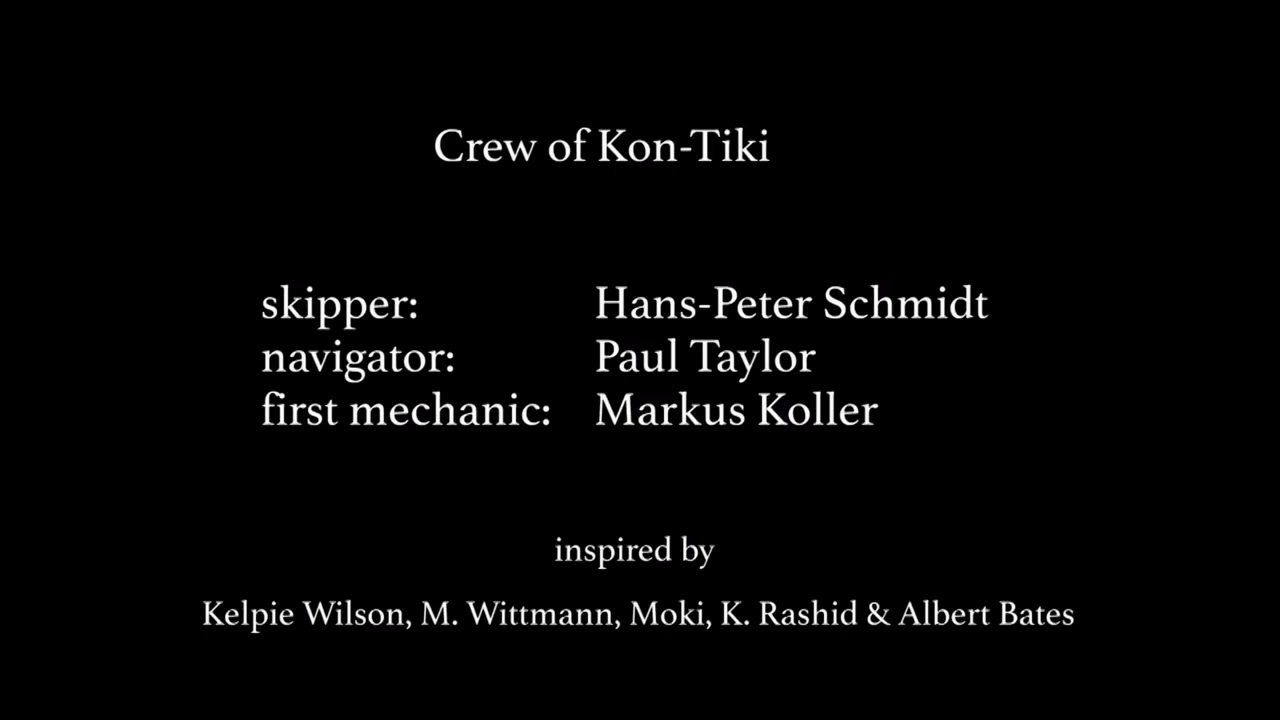 Crew of Kon-Tiki
skipper: Hans-Peter Schmidt
navigator: Paul Taylor
first mechanic: Markus Koller
inspired by
Kelpie Wilson, M. Wittmann, Moki, K. Rashid & Albert Bates